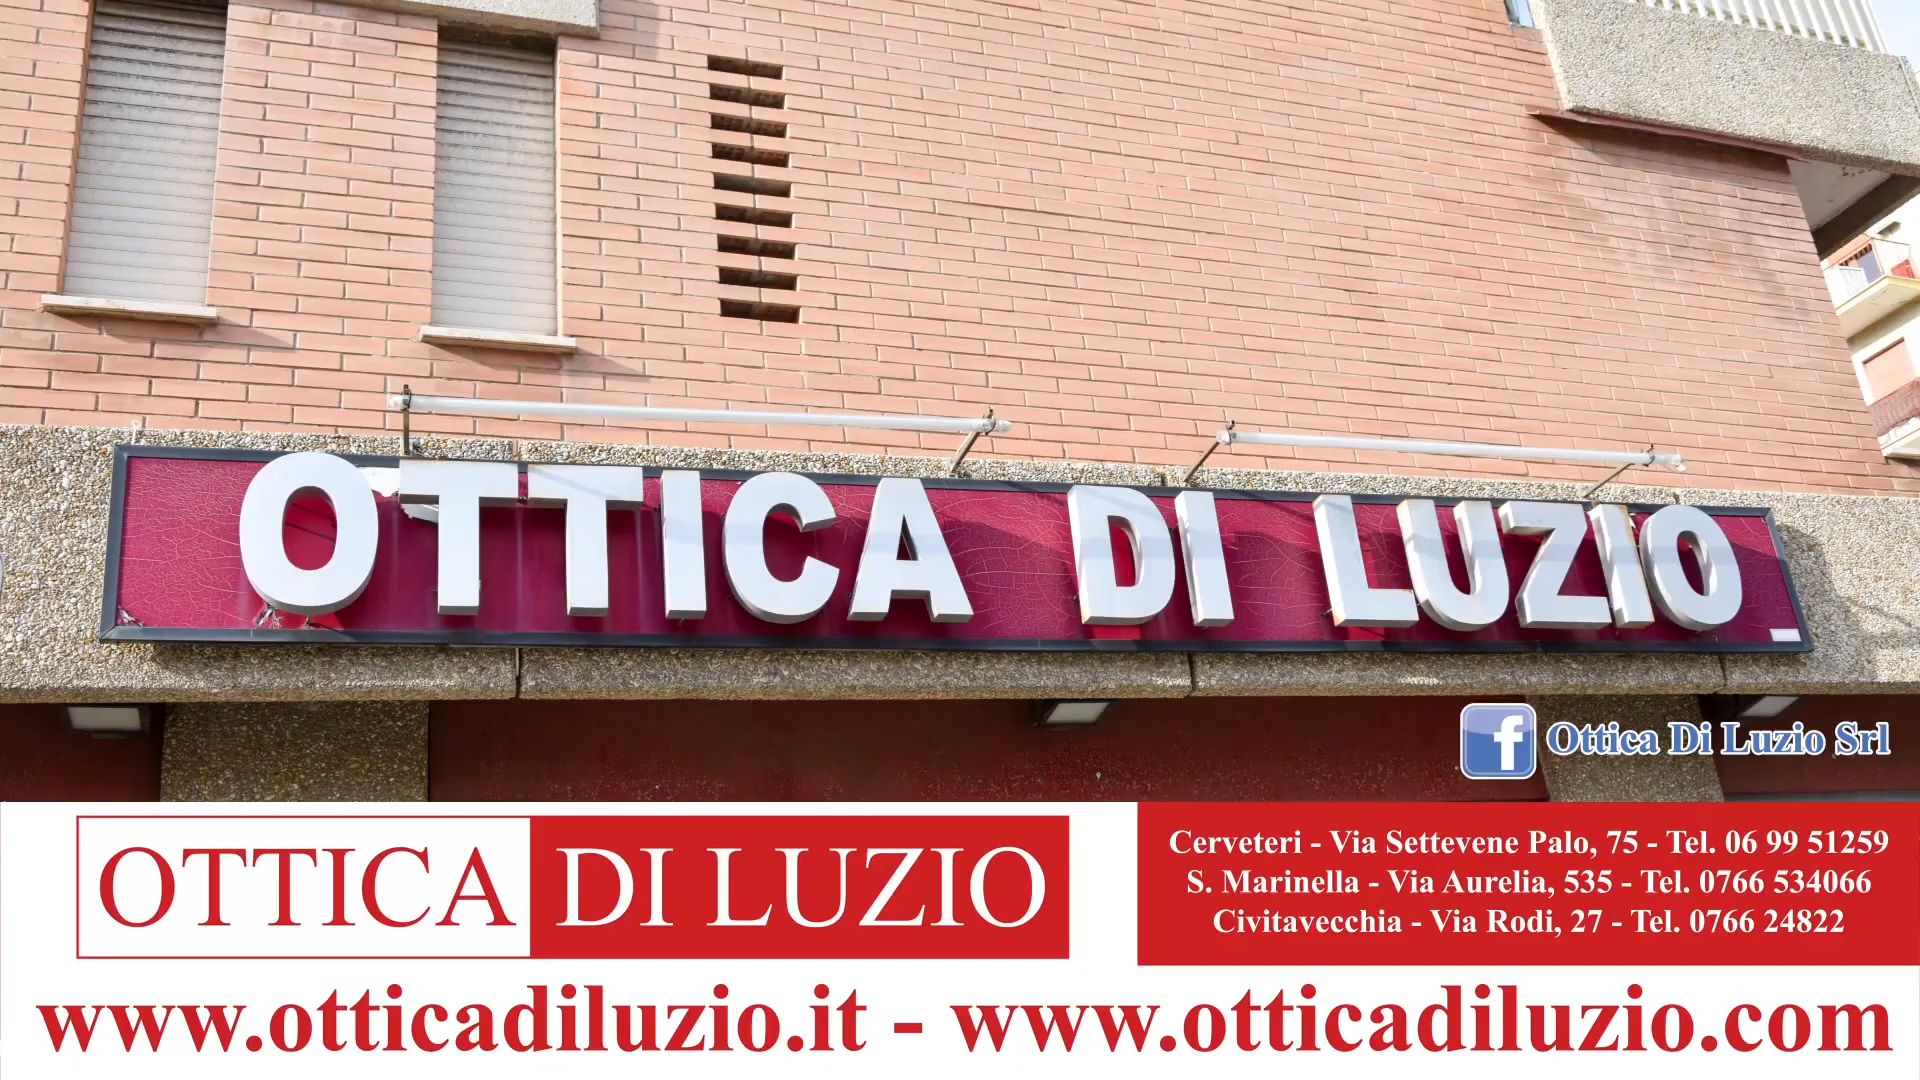 OTTICA DI LUZIO
f Ottica Di Luzio Srl
OTTICA DI LUZIO
Cerveteri - Via Settevene Palo, 75 - Tel. 06 99 51259
S. Marinella - Via Aurelia, 535 - Tel. 0766 534066
Civitavecchia - Via Rodi, 27 - Tel. 0766 24822
www.otticadiluzio.it - www.otticadiluzio.com